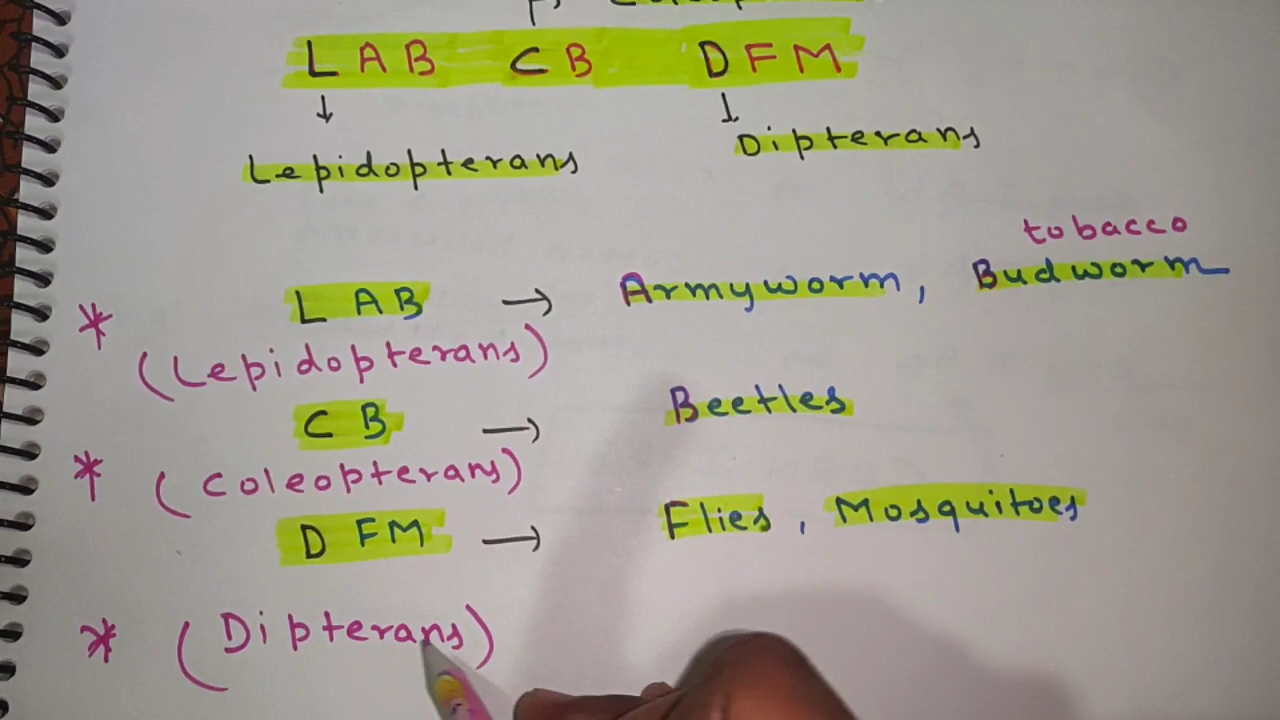 LAB CB DFM
↓ ↓
Lepidopterans Dipterans
tobacco
* LAB → Armyworm, Budworm
(Lepidopterans)
CB → Beetles
* (Coleopterans)
DFM → Flies, Mosquitoes
* (Dipterans)